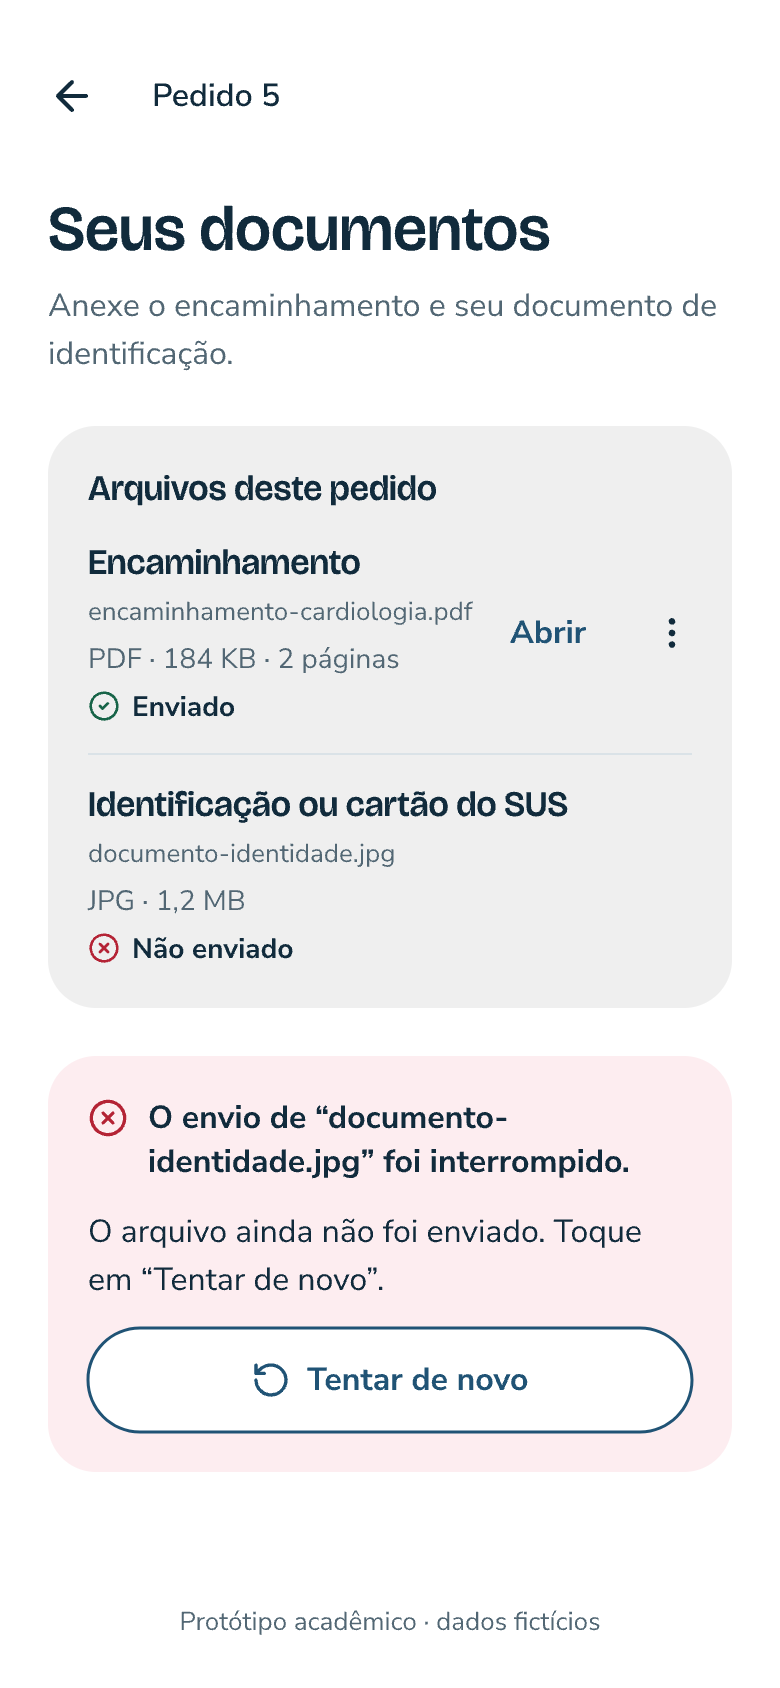 Pedido 5
Seus documentos
Anexe o encaminhamento e seu documento de
identificação.
Arquivos deste pedido
Encaminhamento
encaminhamento-cardiologia.pdf
PDF · 184 KB · 2 páginas
Abrir
Enviado
Identificação ou cartão do SUS
documento-identidade.jpg
JPG · 1,2 MB
Não enviado
O envio de “documento-
identidade.jpg” foi interrompido.
O arquivo ainda não foi enviado. Toque
em “Tentar de novo”.
Tentar de novo
Protótipo acadêmico · dados fictícios